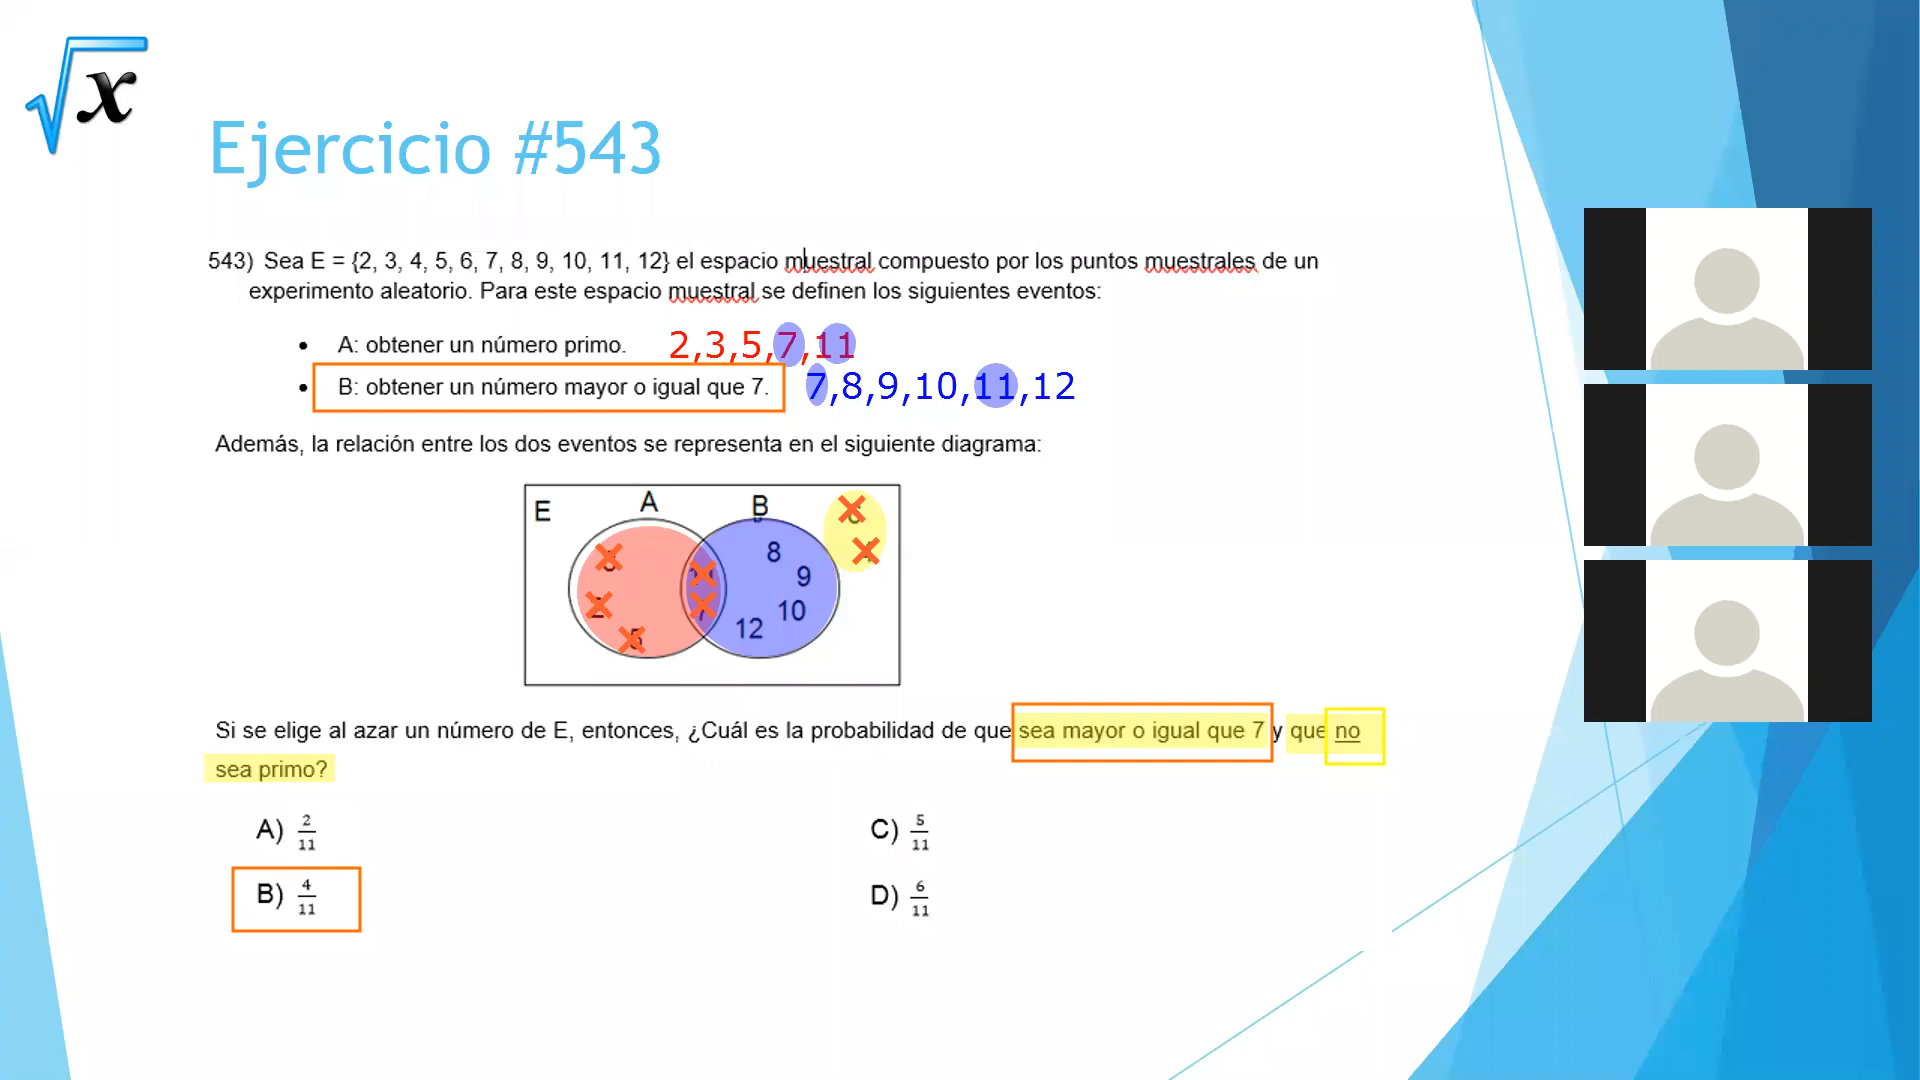 √x
Ejercicio #543
543) Sea E = {2, 3, 4, 5, 6, 7, 8, 9, 10, 11, 12} el espacio muestral compuesto por los puntos muestrales de un
experimento aleatorio. Para este espacio muestral se definen los siguientes eventos:
• A: obtener un número primo. 2,3,5,7,11
• B: obtener un número mayor o igual que 7. 7,8,9,10,11,12
Además, la relación entre los dos eventos se representa en el siguiente diagrama:
E A B
8
9
2 7 10
5 12
Si se elige al azar un número de E, entonces, ¿Cuál es la probabilidad de que sea mayor o igual que 7 y que no
sea primo?
A) 2/11 C) 5/11
B) 4/11 D) 6/11